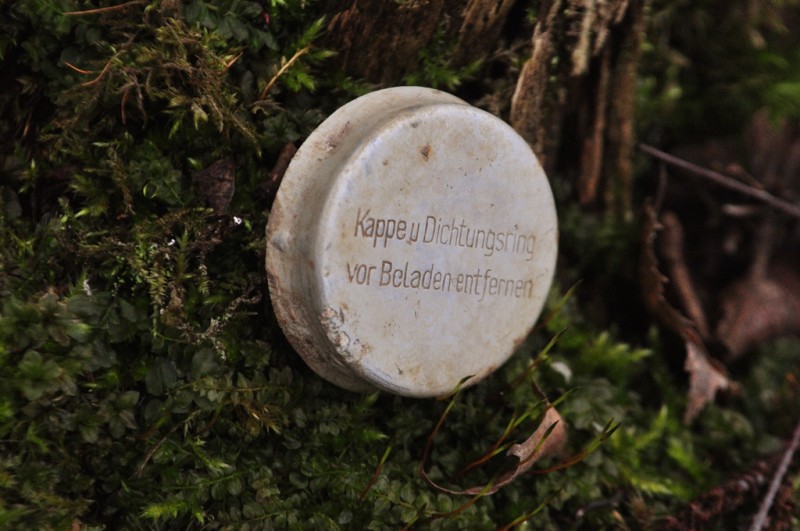 Kappe u Dichtungsring
vor Beladen entfernen